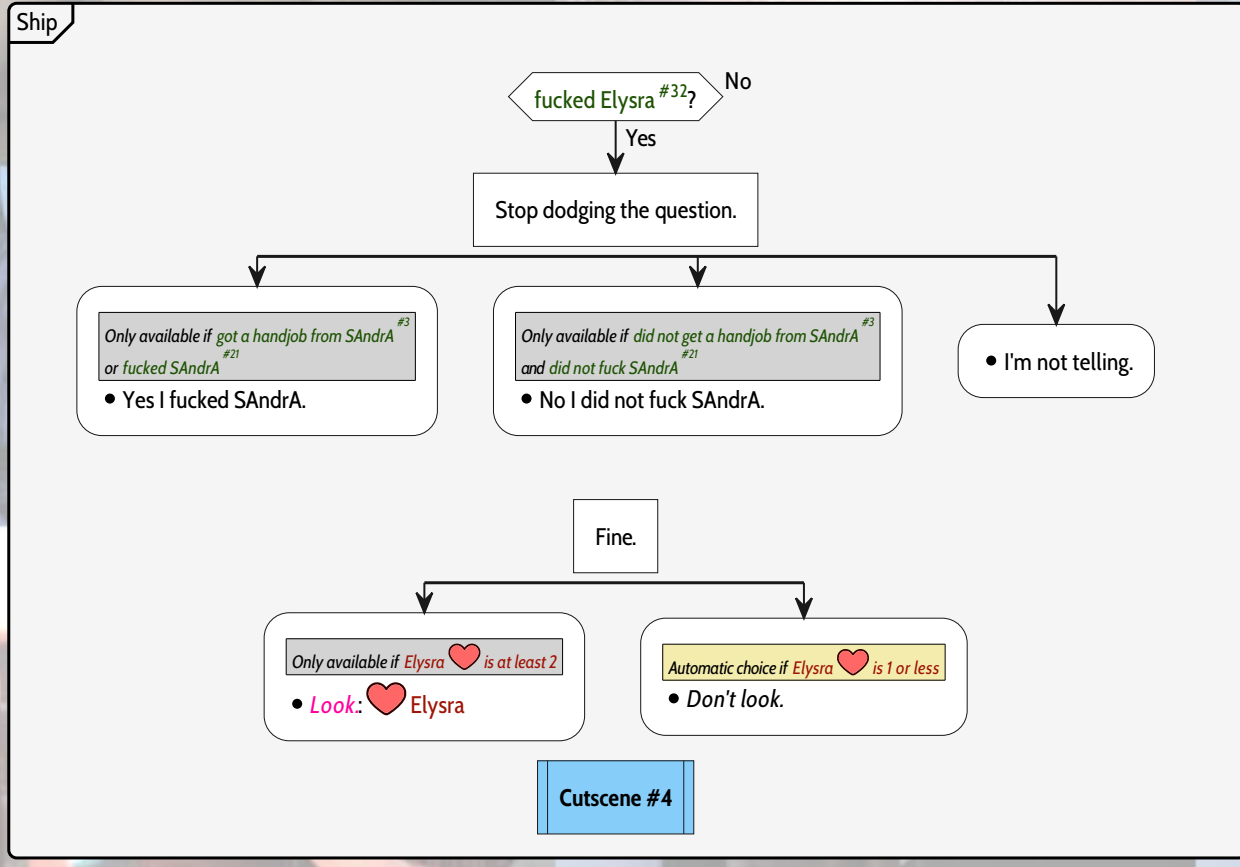 Ship
fucked Elysra #32?
No
Yes
Stop dodging the question.
Only available if got a handjob from SAndrA #3
or fucked SAndrA #21
• Yes I fucked SAndrA.
Only available if did not get a handjob from SAndrA #3
and did not fuck SAndrA #21
• No I did not fuck SAndrA.
• I'm not telling.
Fine.
Only available if Elysra is at least 2
• Look.: Elysra
Automatic choice if Elysra is 1 or less
• Don't look.
Cutscene #4